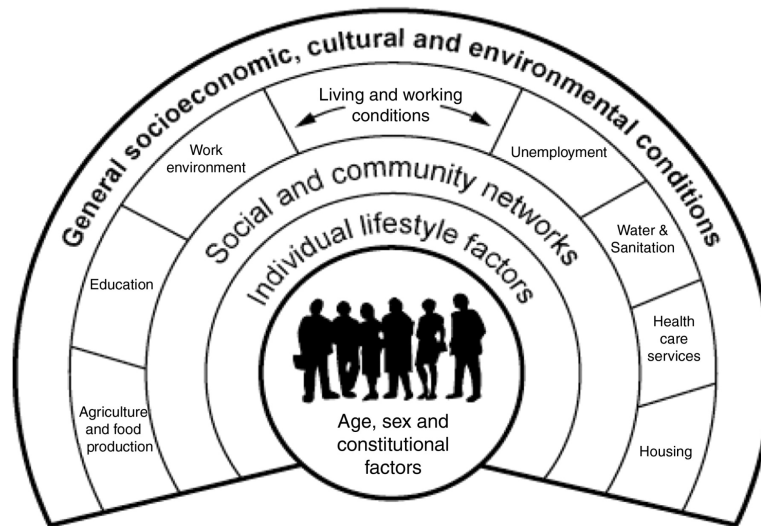 General socioeconomic, cultural and environmental conditions
Living and working
conditions
Work
environment
Unemployment
Education
Water &
Sanitation
Agriculture
and food
production
Health
care
services
Housing
Social and community networks
Individual lifestyle factors
Age, sex and
constitutional
factors